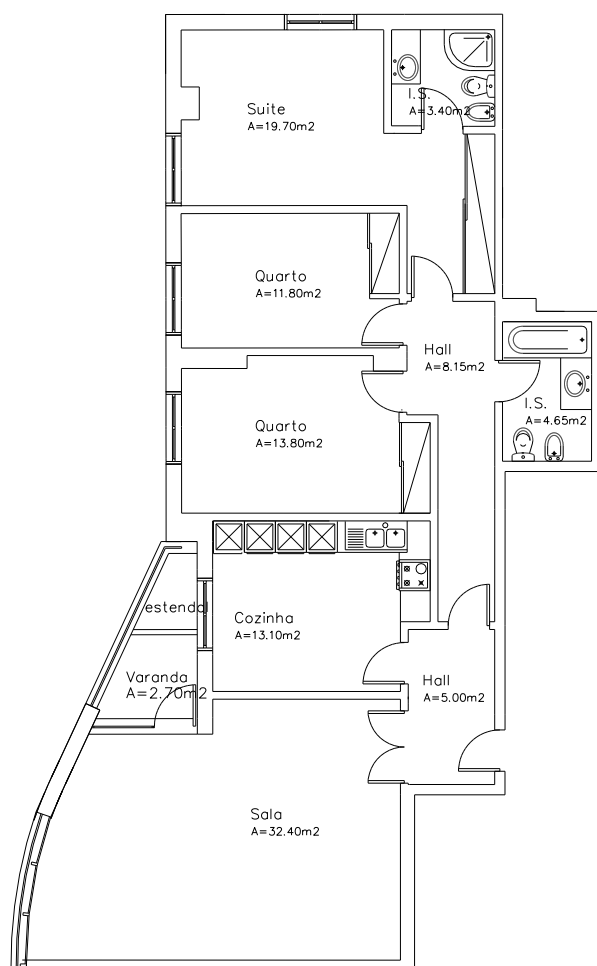 Suite
A=19.70m2
I.S.
A=3.40m2
Quarto
A=11.80m2
Hall
A=8.15m2
I.S.
A=4.65m2
Quarto
A=13.80m2
estendal
Cozinha
A=13.10m2
Varanda
A=2.70m2
Hall
A=5.00m2
Sala
A=32.40m2